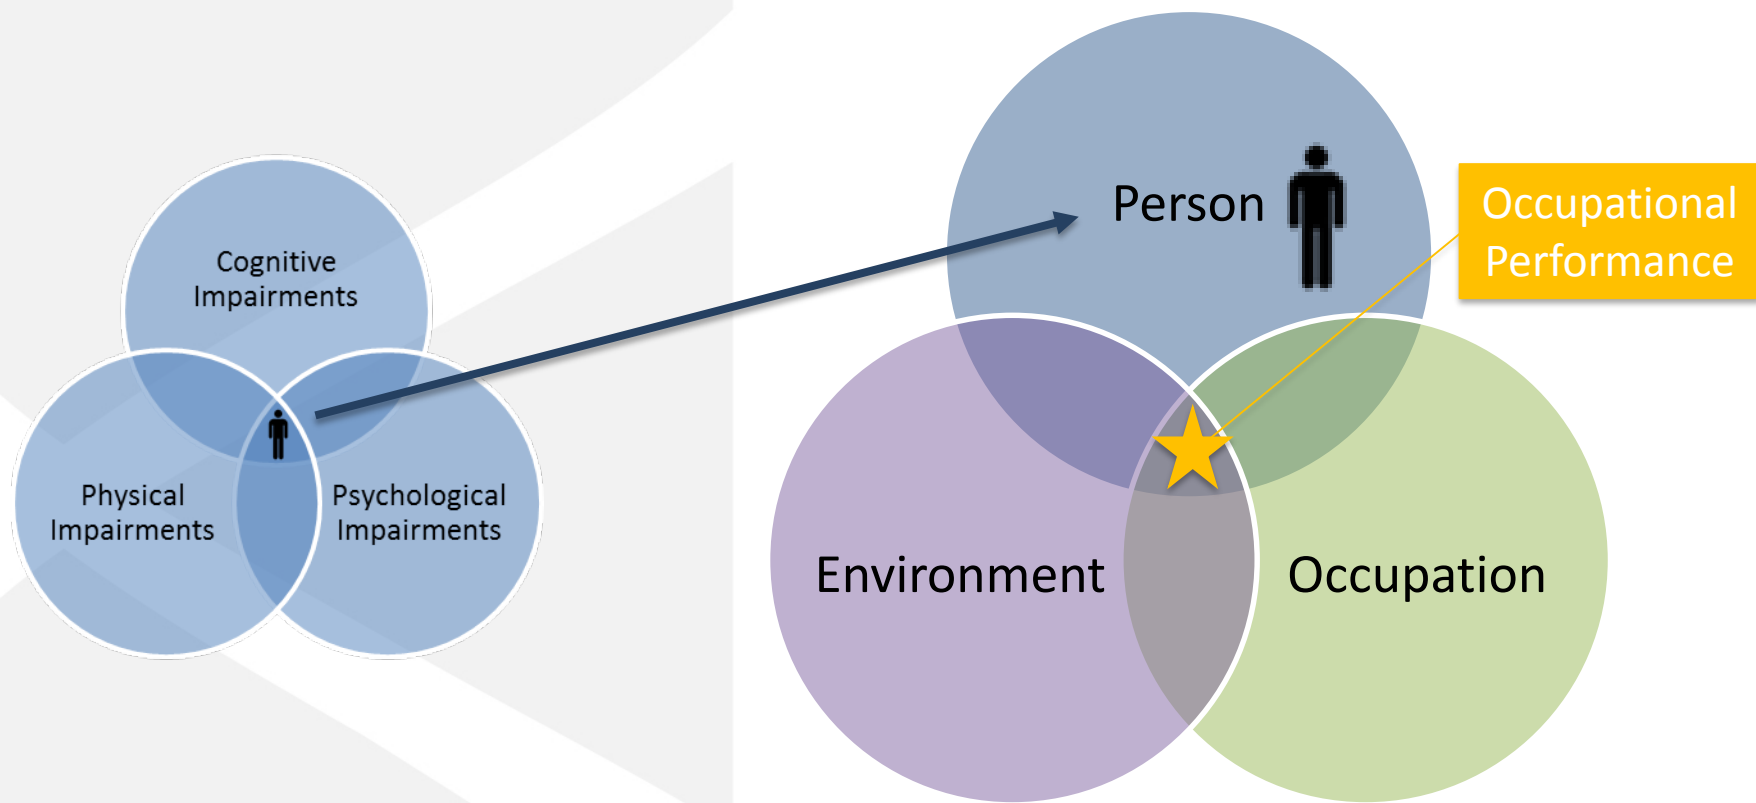 Cognitive
Impairments
Physical
Impairments
Psychological
Impairments
Person
Environment
Occupation
Occupational
Performance